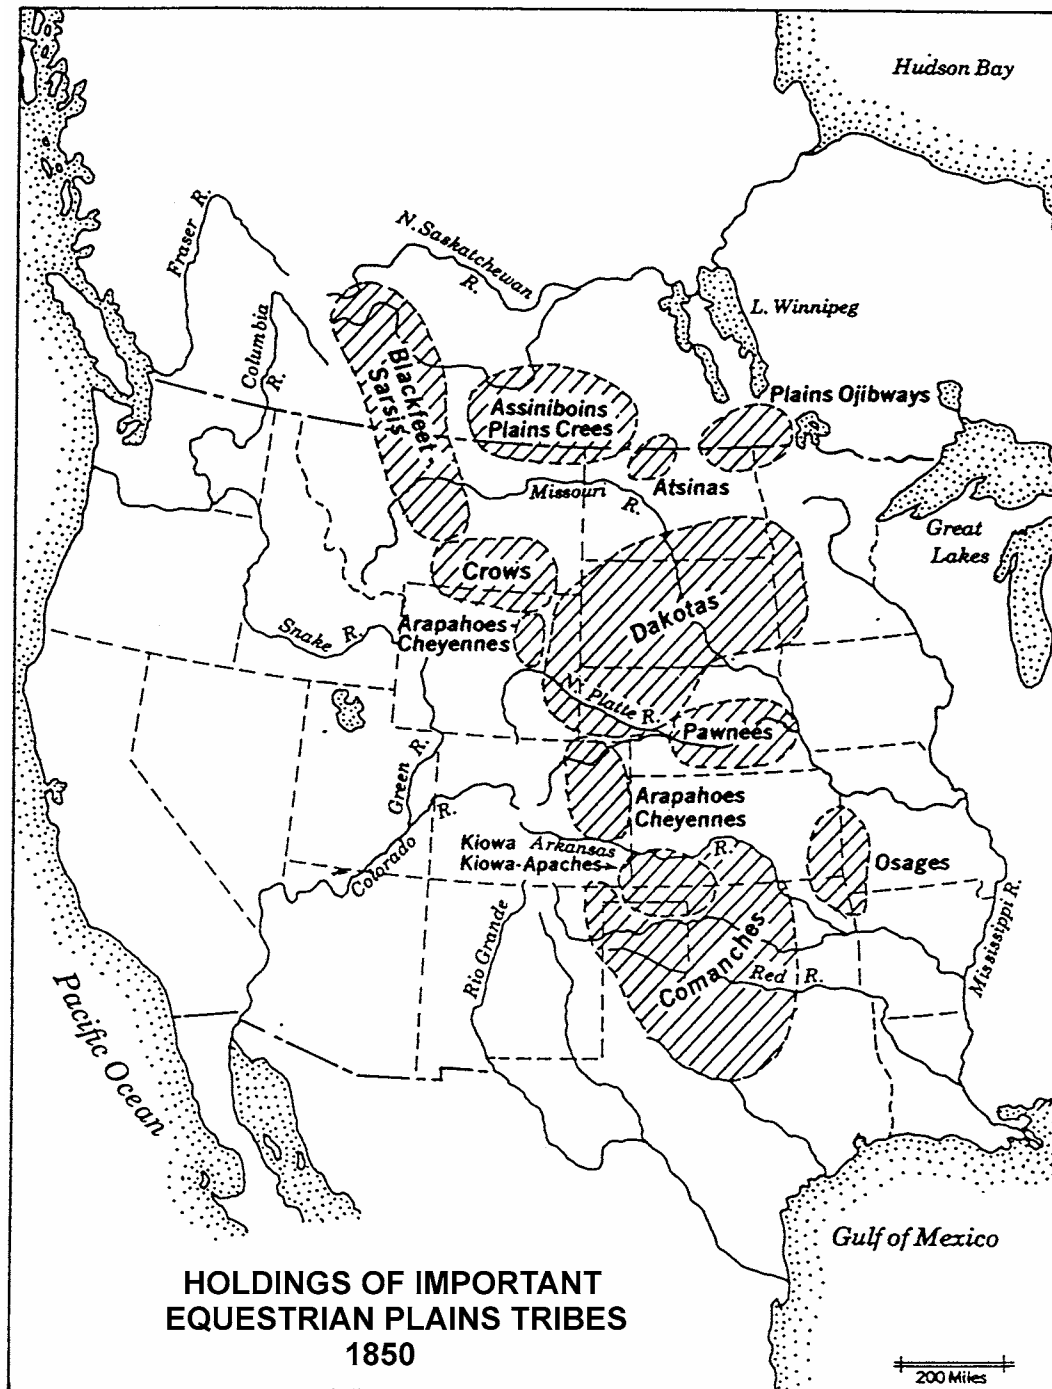 Hudson Bay
Fraser R.
N. Saskatchewan
R.
Columbia
R.
L. Winnipeg
Blackfeet-
Sarsis
Assiniboins
Plains Crees
Plains Ojibways
Atsinas
Missouri
R.
Great
Lakes
Crows
Dakotas
Arapahoes-
Cheyennes
Snake R.
N. Platte R.
Pawnees
Green R.
Arapahoes
Cheyennes
Colorado R.
Kiowa
Kiowa-Apaches
Arkansas
R.
Osages
Rio Grande
Comanches
Red R.
Mississippi R.
Pacific Ocean
Gulf of Mexico
HOLDINGS OF IMPORTANT
EQUESTRIAN PLAINS TRIBES
1850
200 Miles